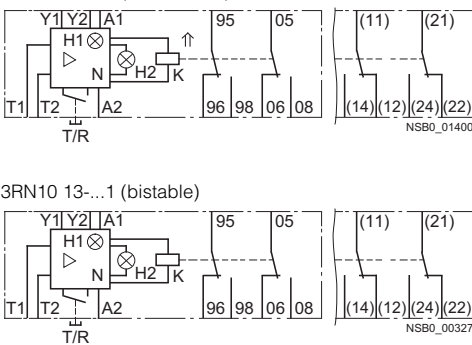 Y1 Y2 A1 95 05 (11) (21)
H1
N H2 K
T1 T2 A2 96 98 06 08 (14) (12) (24) (22)
NSB0_01400
T/R
3RN10 13-...1 (bistable)
Y1 Y2 A1 95 05 (11) (21)
H1
N H2 K
T1 T2 A2 96 98 06 08 (14) (12) (24) (22)
NSB0_00327
T/R